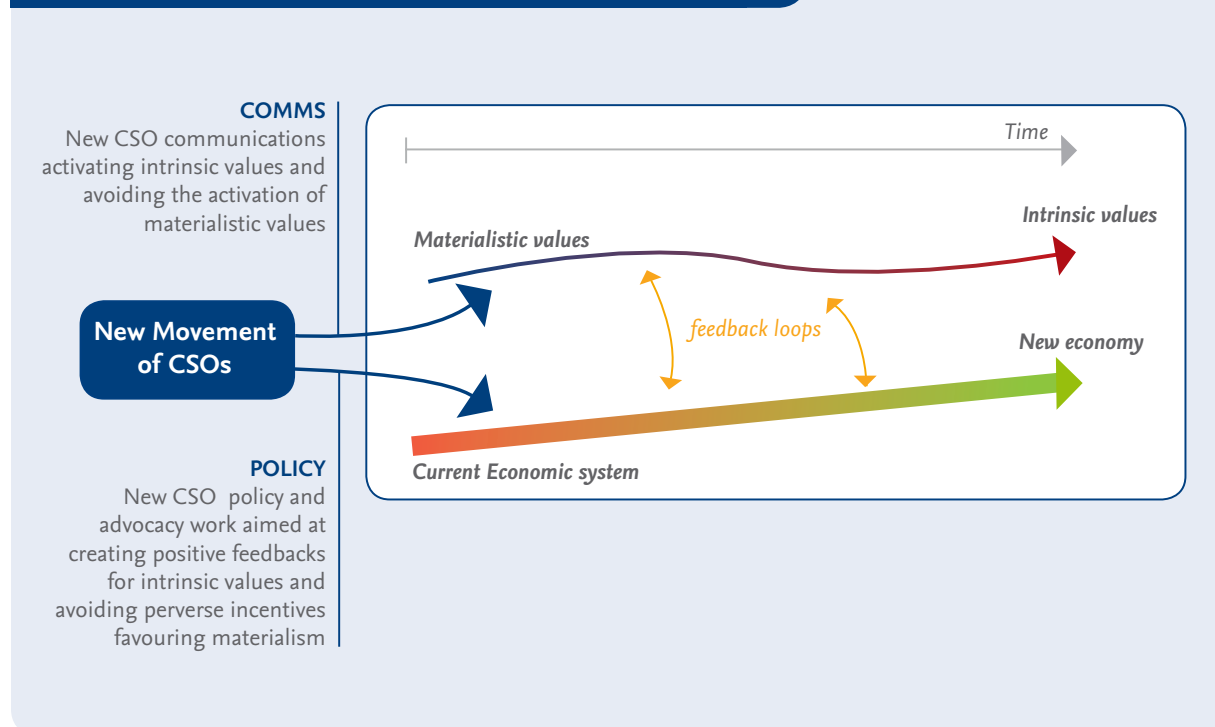 COMMS
New CSO communications
activating intrinsic values and
avoiding the activation of
materialistic values
New Movement
of CSOs
POLICY
New CSO policy and
advocacy work aimed at
creating positive feedbacks
for intrinsic values and
avoiding perverse incentives
favouring materialism
Time
Intrinsic values
Materialistic values
feedback loops
New economy
Current Economic system